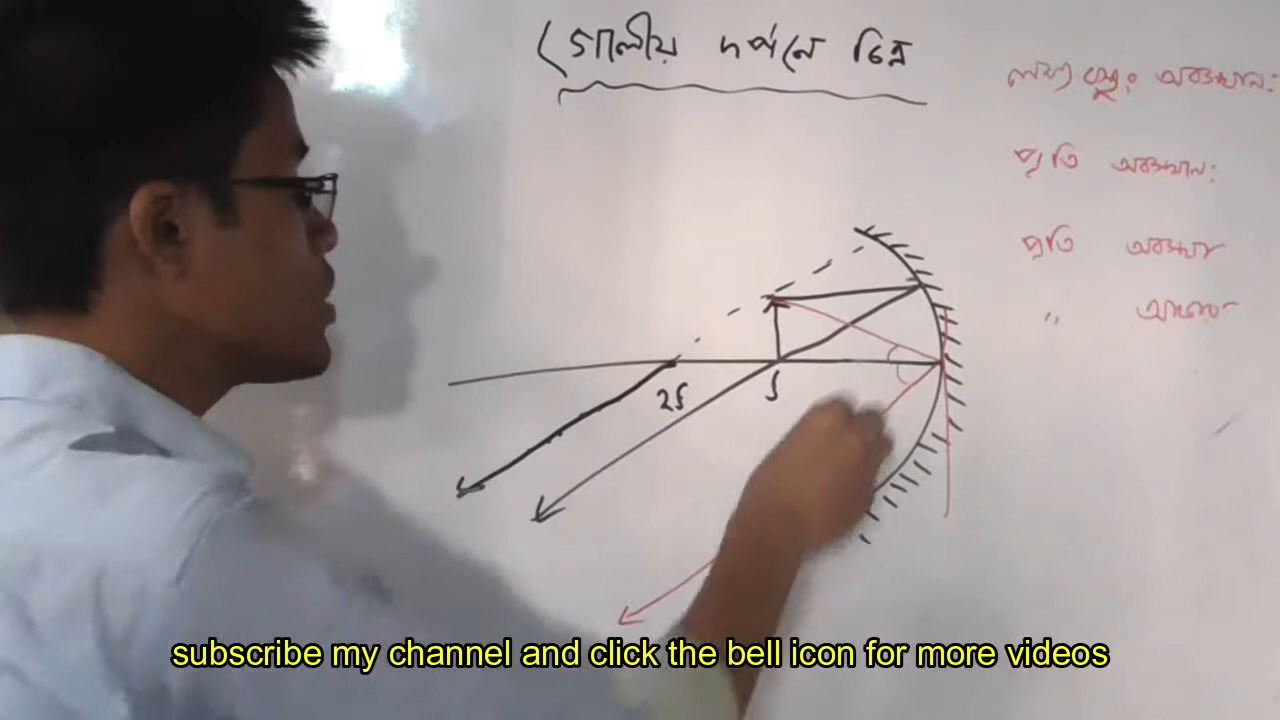 গোলীয় দর্পনে চিত্র
লক্ষ্য বস্তুর অবস্থান:
প্রতি অবস্থান:
প্রতি অবস্থা
" আকার
2f
f
subscribe my channel and click the bell icon for more videos